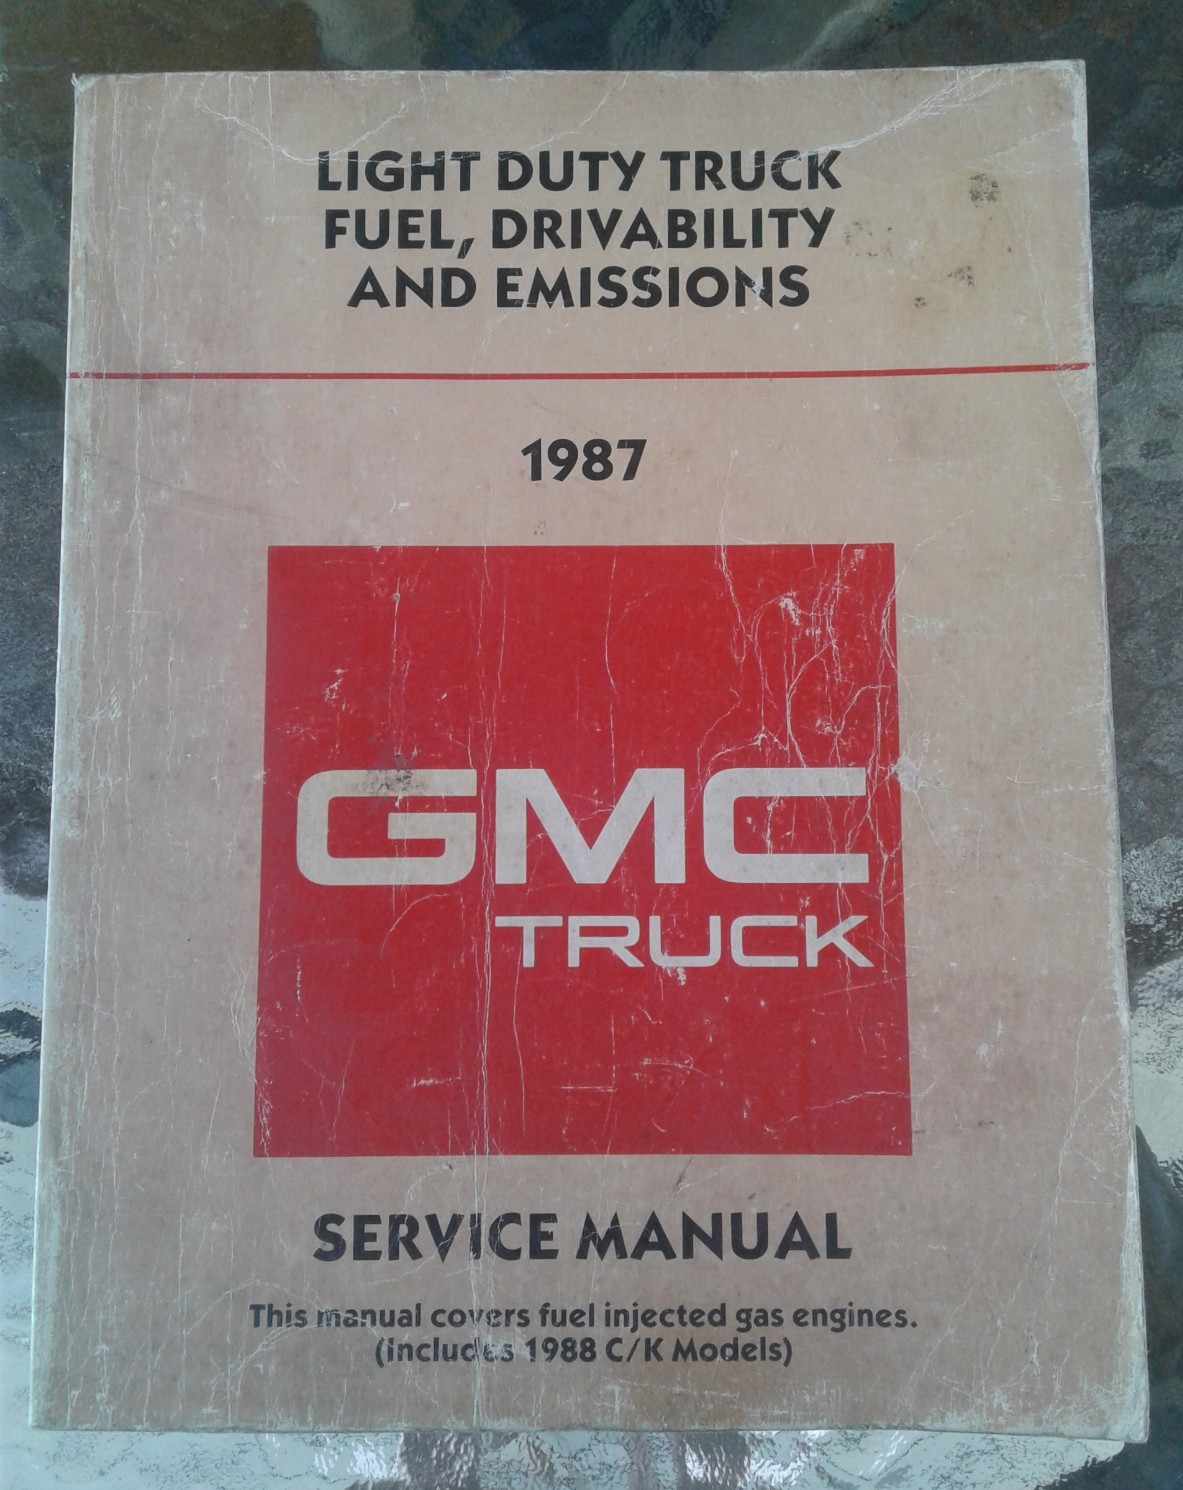 LIGHT DUTY TRUCK
FUEL, DRIVABILITY
AND EMISSIONS
1987
GMC
TRUCK
SERVICE MANUAL
This manual covers fuel injected gas engines.
(includes 1988 C/K Models)